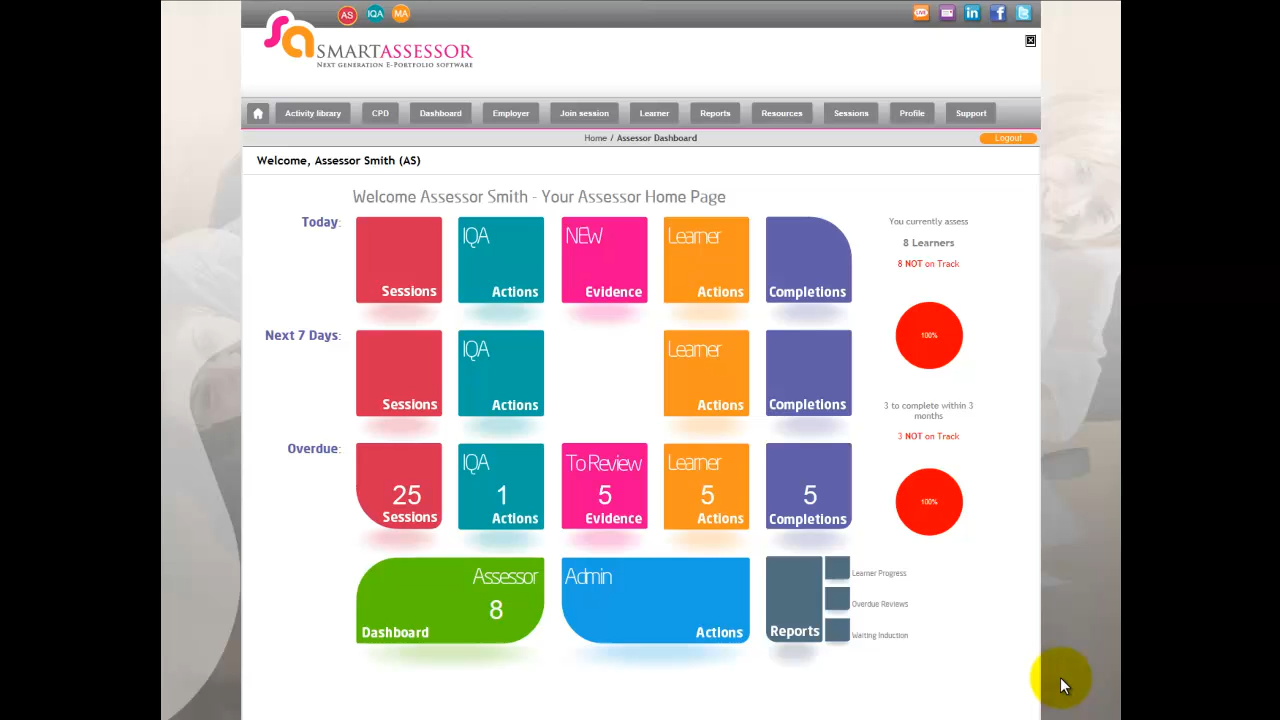 AS IQA MA
LIVE
in f t
sa SMARTASSESSOR
NEXT GENERATION E-PORTFOLIO SOFTWARE
Activity library CPD Dashboard Employer Join session Learner Reports Resources Sessions Profile Support
Home / Assessor Dashboard
Logout
Welcome, Assessor Smith (AS)
Welcome Assessor Smith - Your Assessor Home Page
Today:
Sessions
IQA
Actions
NEW
Evidence
Learner
Actions
Completions
You currently assess
8 Learners
8 NOT on Track
100%
Next 7 Days:
Sessions
IQA
Actions
Learner
Actions
Completions
3 to complete within 3
months
3 NOT on Track
100%
Overdue:
25
Sessions
IQA
1
Actions
To Review
5
Evidence
Learner
5
Actions
5
Completions
Assessor
8
Dashboard
Admin
Actions
Reports
Learner Progress
Overdue Reviews
Waiting Induction